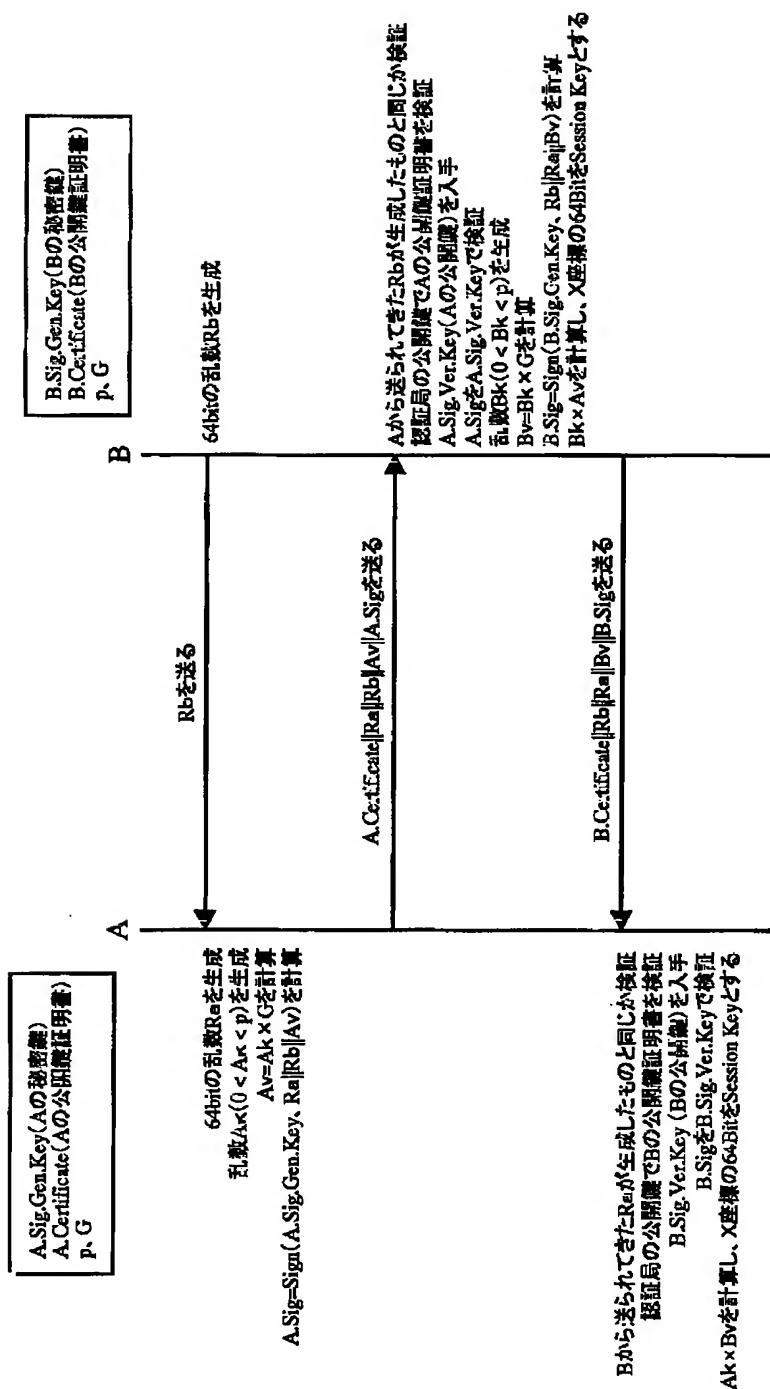 A.Sig.Gen.Key(Aの秘密鍵)
A.Certificate(Aの公開鍵証明書)
p、G
B.Sig.Gen.Key(Bの秘密鍵)
B.Certificate(Bの公開鍵証明書)
p、G
A
B
64bitの乱数Rbを生成
Rbを送る
64bitの乱数Raを生成
乱数Ak(0 < Ak < p)を生成
Av=Ak×Gを計算
A.Sig=Sign(A.Sig.Gen.Key、Ra||Rb||Av)を計算
A.Certificate||Ra||Rb||Av||A.Sigを送る
Aから送られてきたRbが生成したものと同じか検証
認証局の公開鍵でAの公開鍵証明書を検証
A.Sig.Ver.Key(Aの公開鍵)を入手
A.SigをA.Sig.Ver.Keyで検証
乱数Bk(0 < Bk < p)を生成
Bv=Bk×Gを計算
B.Sig=Sign(B.Sig.Gen.Key、Rb||Ra||Bv)を計算
Bk×Avを計算し、X座標の64BitをSession Keyとする
B.Certificate||Rb||Ra||Bv||B.Sigを送る
Bから送られてきたRaが生成したものと同じか検証
認証局の公開鍵でBの公開鍵証明書を検証
B.Sig.Ver.Key (Bの公開鍵)を入手
B.SigをB.Sig.Ver.Keyで検証
Ak×Bvを計算し、X座標の64BitをSession Keyとする